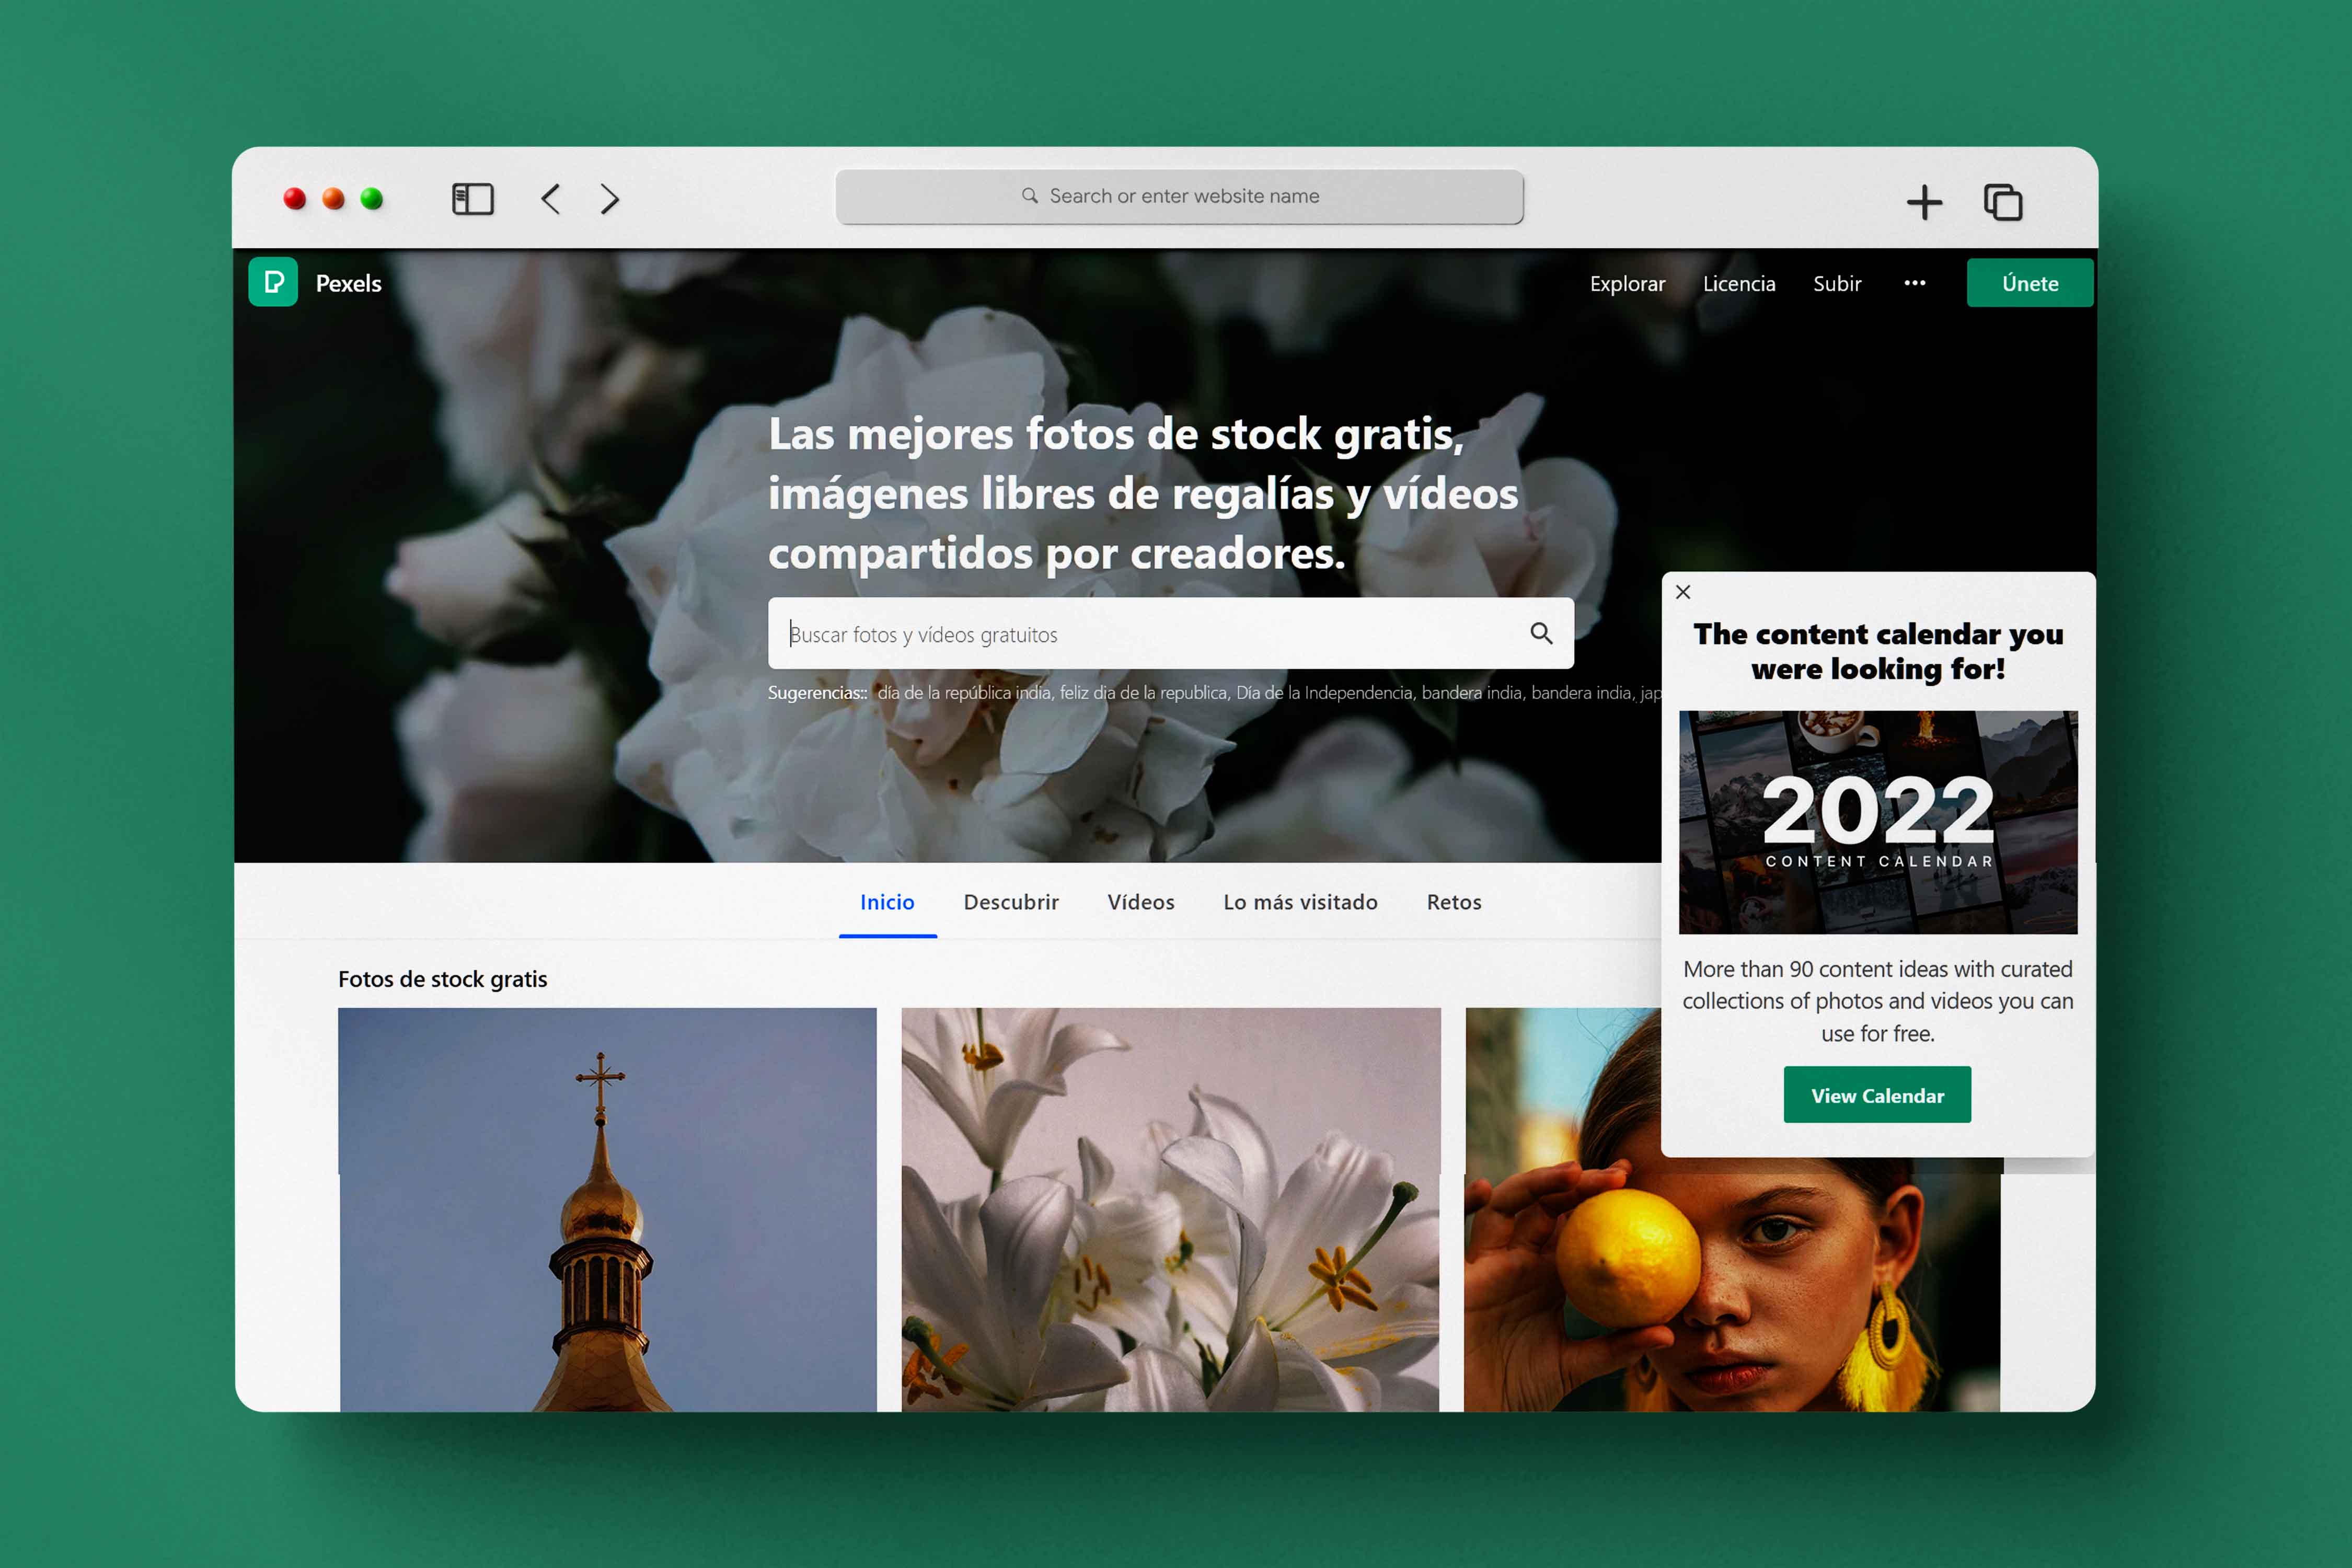 Search or enter website name
Pexels
Explorar
Licencia
Subir
Únete
Las mejores fotos de stock gratis,
imágenes libres de regalías y vídeos
compartidos por creadores.
Buscar fotos y vídeos gratuitos
Sugerencias:: día de la república india, feliz dia de la republica, Día de la Independencia, bandera india, bandera india, jap
The content calendar you
were looking for!
2022
CONTENT CALENDAR
More than 90 content ideas with curated
collections of photos and videos you can
use for free.
View Calendar
Inicio
Descubrir
Vídeos
Lo más visitado
Retos
Fotos de stock gratis